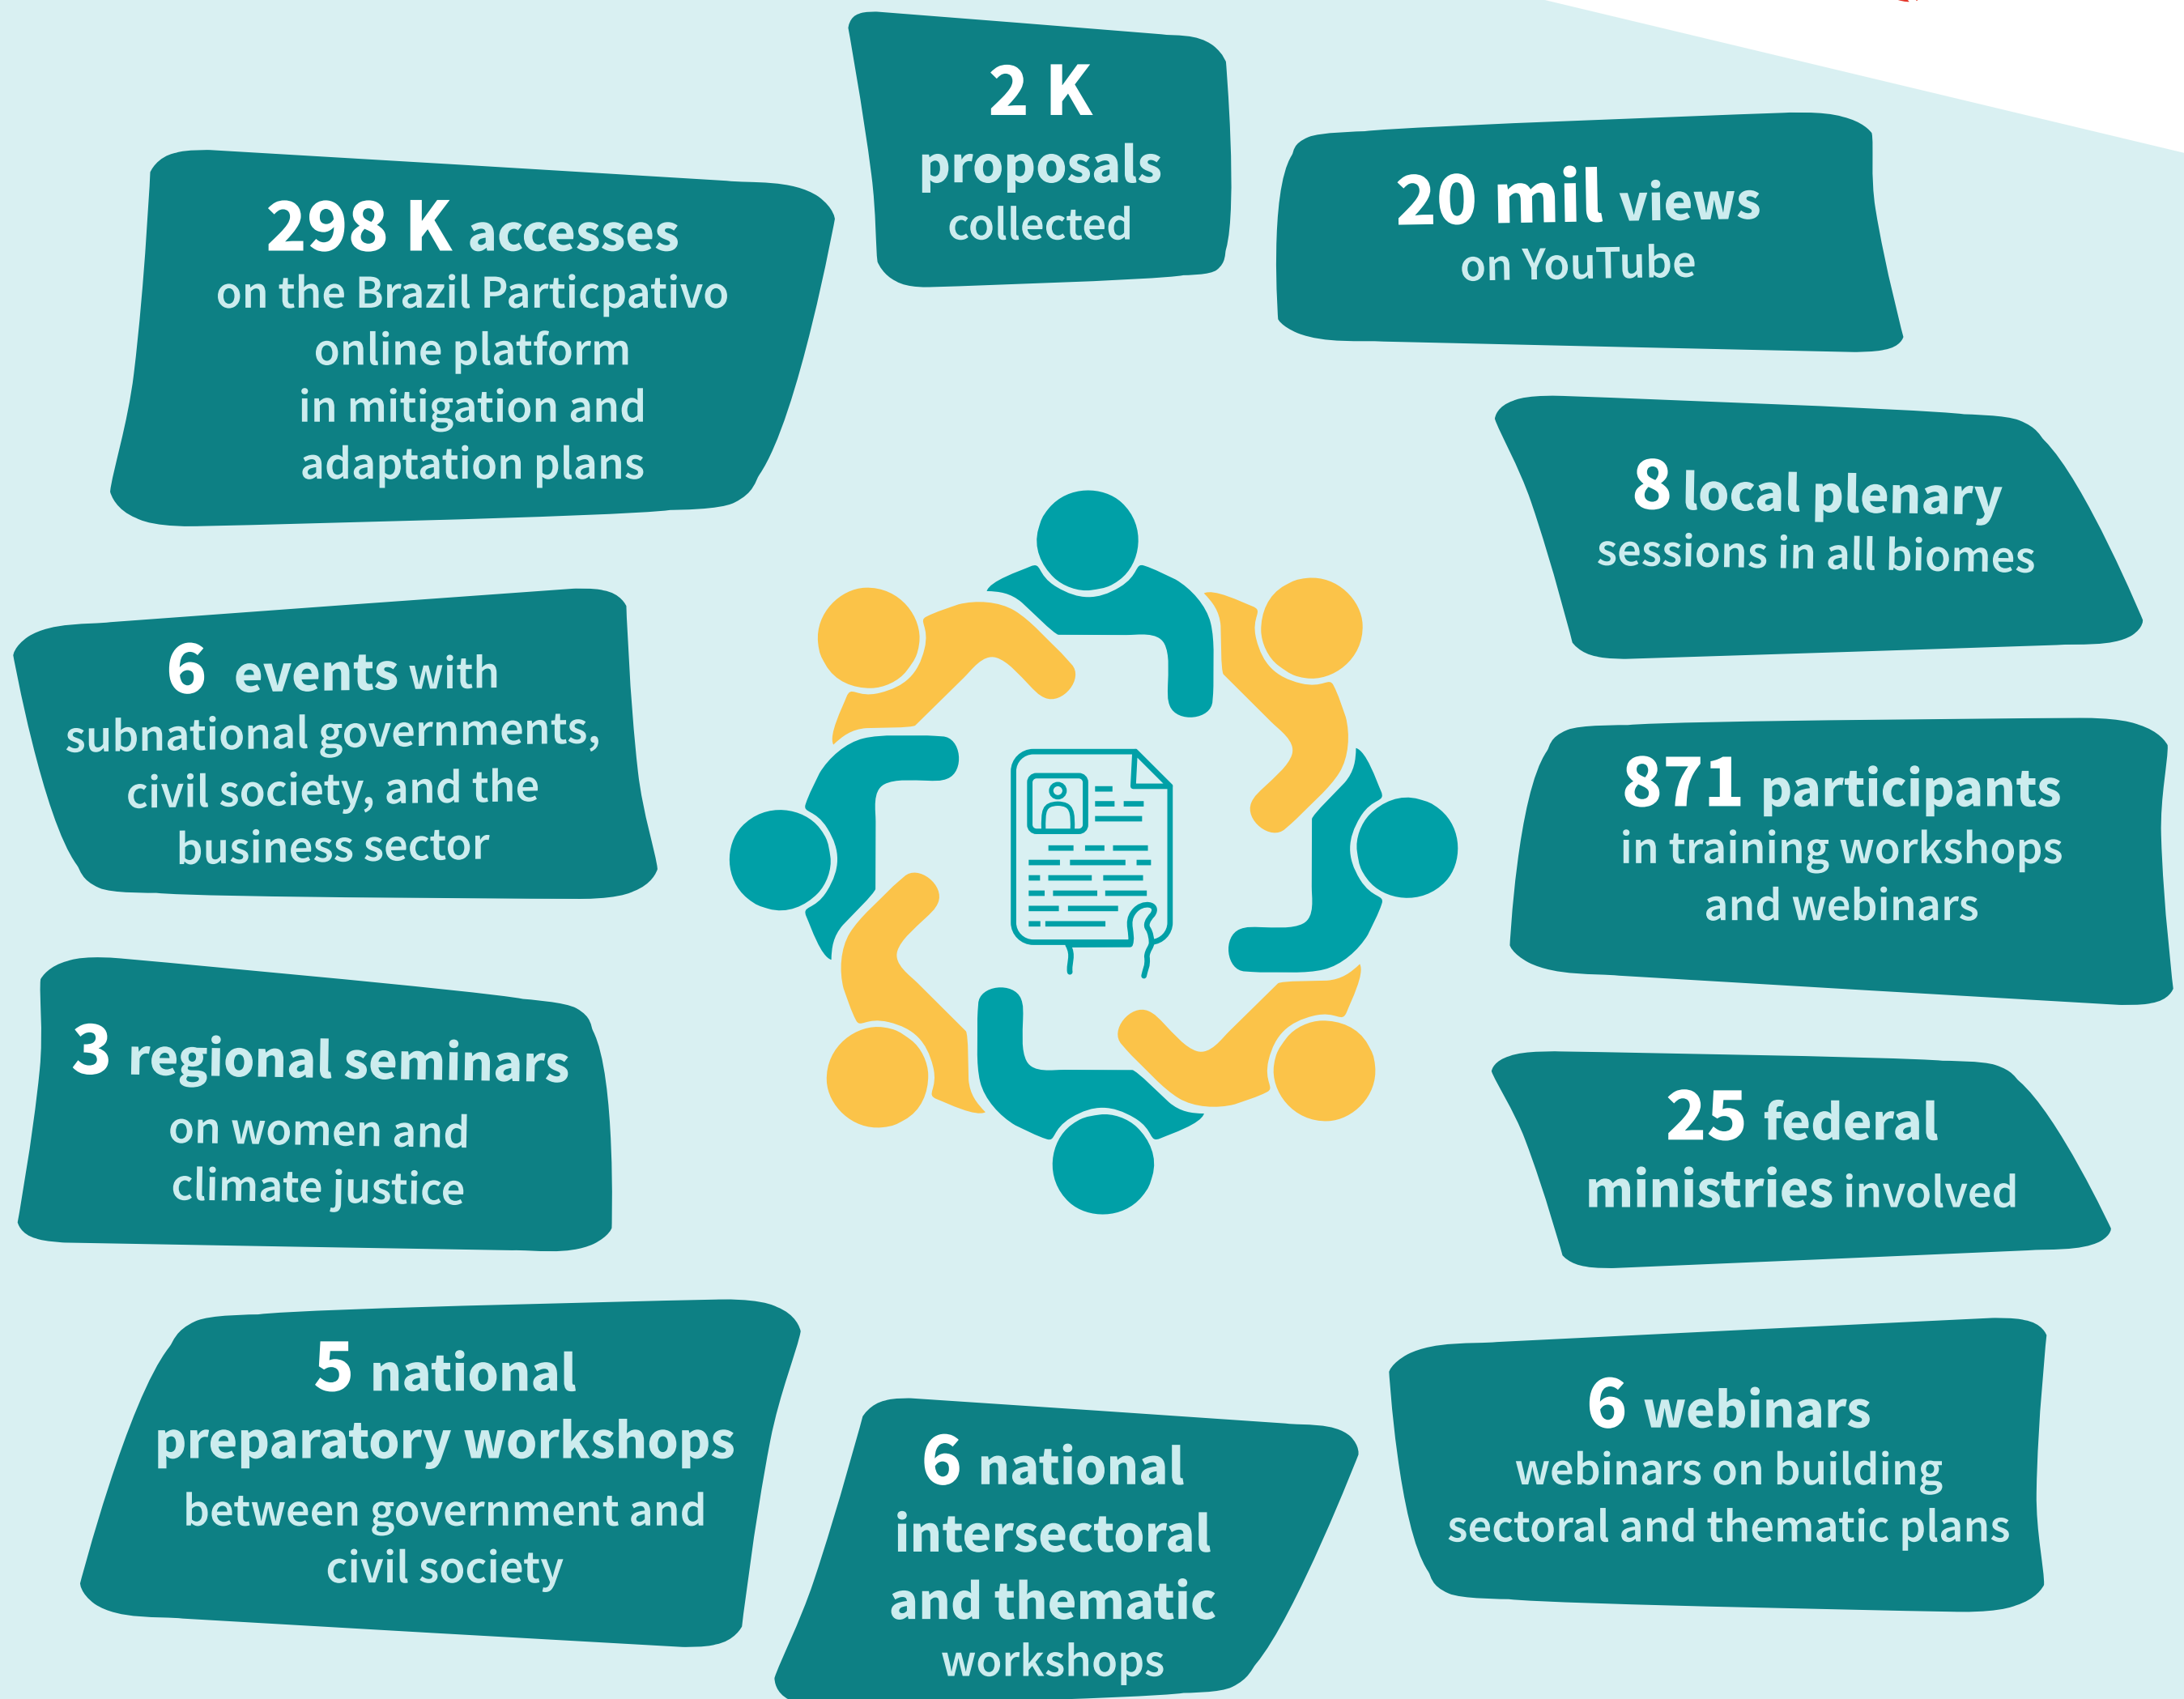 2 K
proposals
collected
20 mil views
on YouTube
298 K accesses
on the Brazil Particpativo
online platform
in mitigation and
adaptation plans
8 local plenary
sessions in all biomes
6 events with
subnational governments,
civil society, and the
business sector
871 participants
in training workshops
and webinars
3 regional seminars
on women and
climate justice
25 federal
ministries involved
5 national
preparatory workshops
between government and
civil society
6 national
intersectoral
and thematic
workshops
6 webinars
webinars on building
sectoral and thematic plans